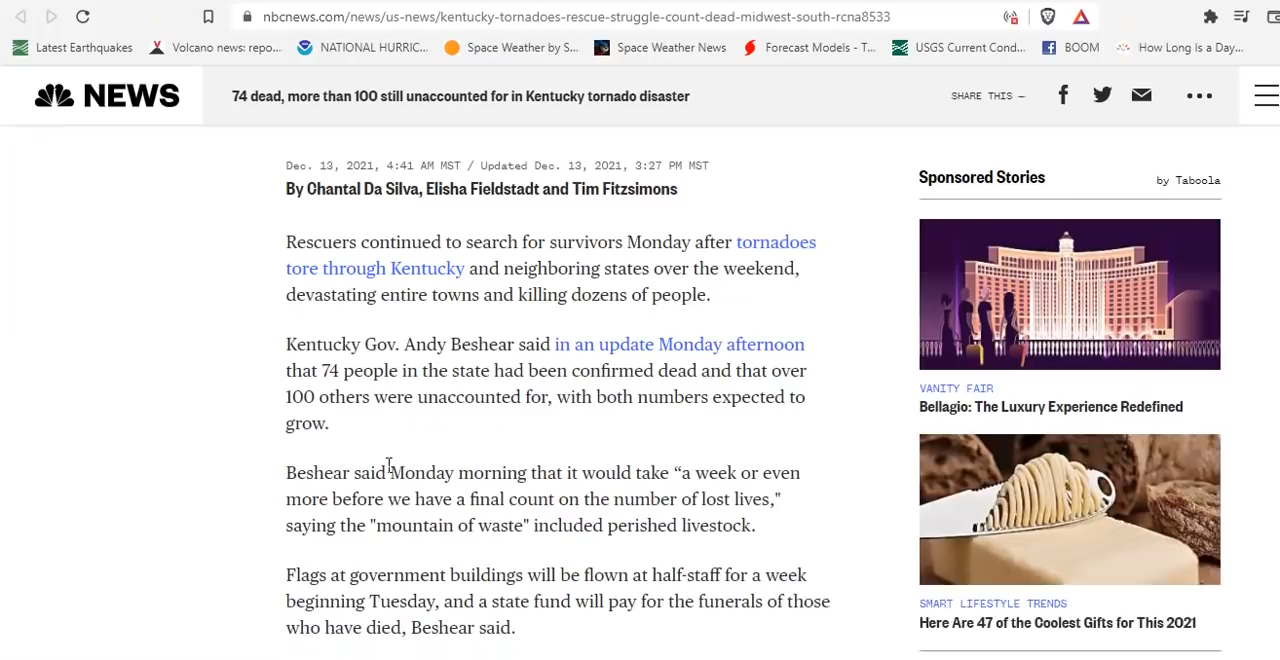 nbcnews.com/news/us-news/kentucky-tornadoes-rescue-struggle-count-dead-midwest-south-rcna8533
Latest Earthquakes
Volcano news: repo...
NATIONAL HURRIC...
Space Weather by S...
Space Weather News
Forecast Models - T...
USGS Current Cond...
BOOM
How Long Is a Day...
NEWS
74 dead, more than 100 still unaccounted for in Kentucky tornado disaster
SHARE THIS —
Dec. 13, 2021, 4:41 AM MST / Updated Dec. 13, 2021, 3:27 PM MST
By Chantal Da Silva, Elisha Fieldstadt and Tim Fitzsimons
Rescuers continued to search for survivors Monday after tornadoes
tore through Kentucky and neighboring states over the weekend,
devastating entire towns and killing dozens of people.
Kentucky Gov. Andy Beshear said in an update Monday afternoon
that 74 people in the state had been confirmed dead and that over
100 others were unaccounted for, with both numbers expected to
grow.
Beshear said Monday morning that it would take “a week or even
more before we have a final count on the number of lost lives,"
saying the "mountain of waste" included perished livestock.
Flags at government buildings will be flown at half-staff for a week
beginning Tuesday, and a state fund will pay for the funerals of those
who have died, Beshear said.
Sponsored Stories
by Taboola
VANITY FAIR
Bellagio: The Luxury Experience Redefined
SMART LIFESTYLE TRENDS
Here Are 47 of the Coolest Gifts for This 2021